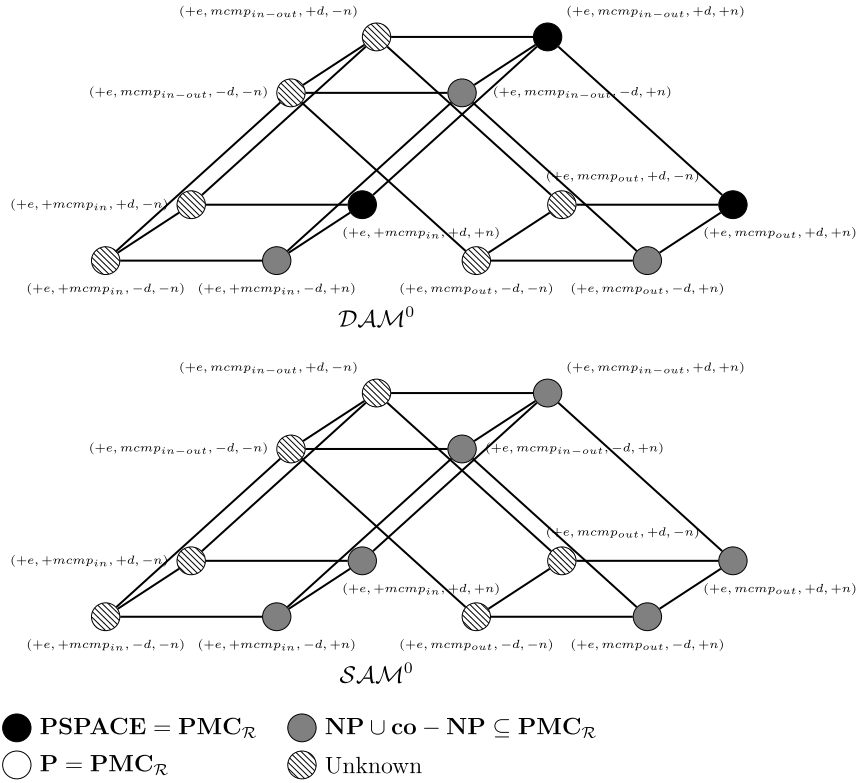 (+e, mcmp_{in−out}, +d, −n) (+e, mcmp_{in−out}, +d, +n)
(+e, mcmp_{in−out}, −d, −n) (+e, mcmp_{in−out}, −d, +n)
(+e, mcmp_{out}, +d, −n)
(+e, +mcmp_{in}, +d, −n)
(+e, +mcmp_{in}, +d, +n) (+e, mcmp_{out}, +d, +n)
(+e, +mcmp_{in}, −d, −n) (+e, +mcmp_{in}, −d, +n) (+e, mcmp_{out}, −d, −n) (+e, mcmp_{out}, −d, +n)
𝒟𝒜ℳ^0
(+e, mcmp_{in−out}, +d, −n) (+e, mcmp_{in−out}, +d, +n)
(+e, mcmp_{in−out}, −d, −n) (+e, mcmp_{in−out}, −d, +n)
(+e, mcmp_{out}, +d, −n)
(+e, +mcmp_{in}, +d, −n)
(+e, +mcmp_{in}, +d, +n) (+e, mcmp_{out}, +d, +n)
(+e, +mcmp_{in}, −d, −n) (+e, +mcmp_{in}, −d, +n) (+e, mcmp_{out}, −d, −n) (+e, mcmp_{out}, −d, +n)
𝒮𝒜ℳ^0
PSPACE = PMC_ℛ NP ∪ co − NP ⊆ PMC_ℛ
P = PMC_ℛ Unknown